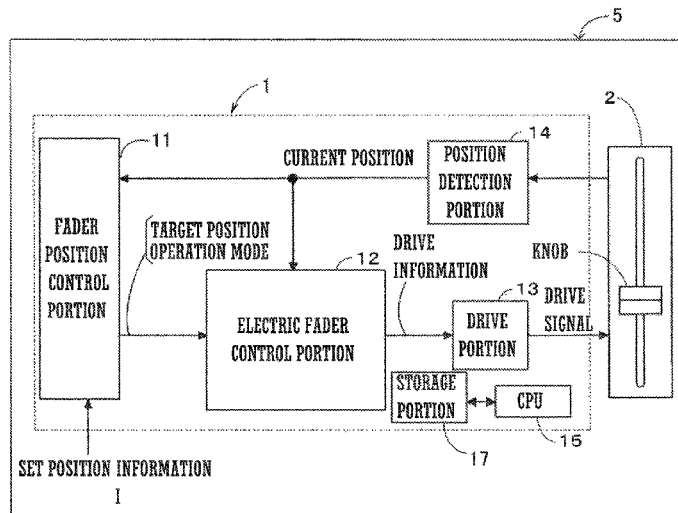 5
1
2
11
14
CURRENT POSITION
POSITION
DETECTION
PORTION
FADER
POSITION
CONTROL
PORTION
TARGET POSITION
OPERATION MODE
12
DRIVE
INFORMATION
KNOB
13
DRIVE
SIGNAL
ELECTRIC FADER
CONTROL PORTION
DRIVE
PORTION
STORAGE
PORTION
CPU
17
15
SET POSITION INFORMATION
I